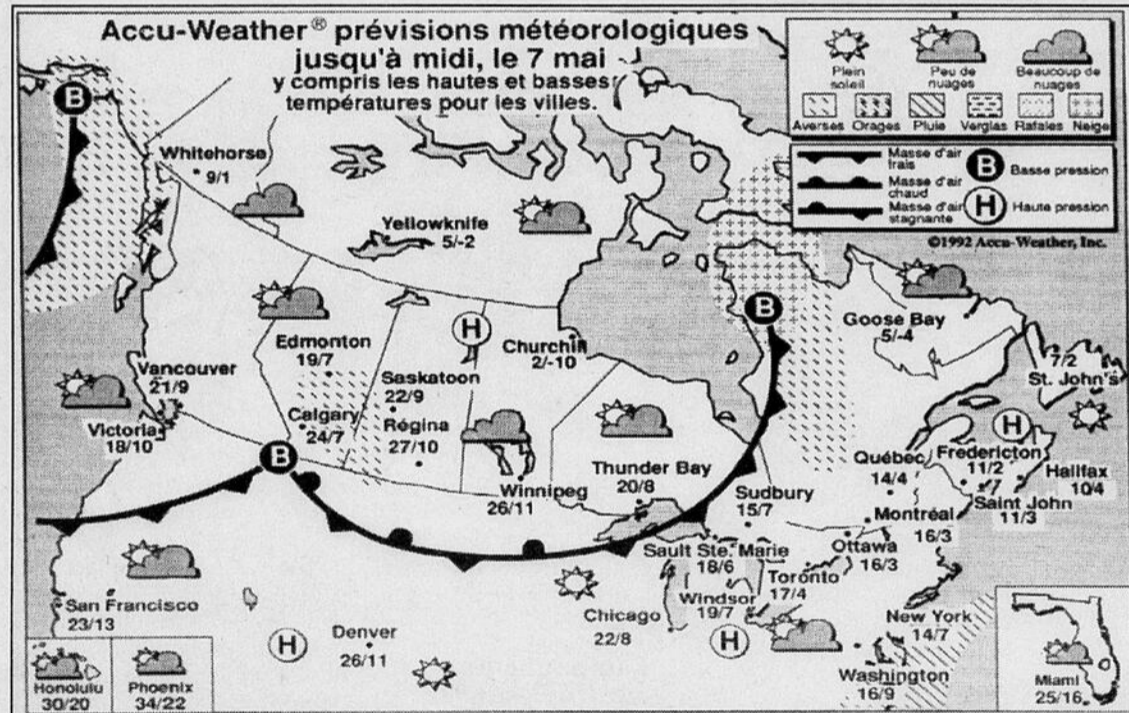 Accu-Weather® prévisions météorologiques
jusqu'à midi, le 7 mai
y compris les hautes et basses
températures pour les villes.
Plein soleil
Peu de nuages
Beaucoup de nuages
Averses Orages Pluie Verglas Rafales Neige
Masse d'air frais
Masse d'air chaud
Masse d'air stagnante
B Basse pression
H Haute pression
©1992 Accu-Weather, Inc.
B
Whitehorse
9/1
Yellowknife
5/-2
B
Goose Bay
5/-4
H
Churchill
2/-10
Edmonton
19/7
Vancouver
21/9
Saskatoon
22/9
7/2
St. John's
Victoria
18/10
Calgary
24/7
Régina
27/10
H
B
Winnipeg
26/11
Thunder Bay
20/8
Sudbury
15/7
Québec
14/4
Fredericton
11/2
Halifax
10/4
Saint John
11/3
Montréal
16/3
Ottawa
16/3
Sault Ste. Marie
18/6
Toronto
17/4
Windsor
19/7
San Francisco
23/13
Chicago
22/8
H
Denver
26/11
H
New York
14/7
Washington
16/9
Honolulu
30/20
Phoenix
34/22
Miami
25/16